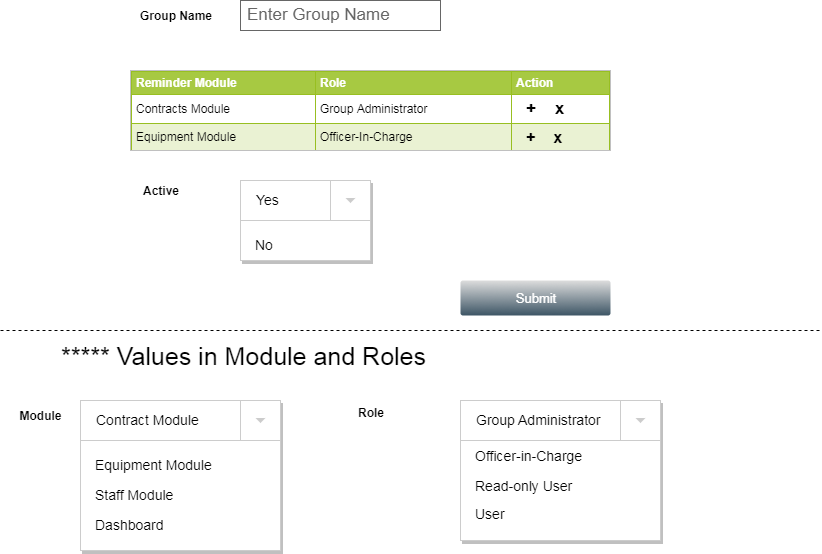 Group Name Enter Group Name
Reminder Module Role Action
Contracts Module Group Administrator + x
Equipment Module Officer-In-Charge + x
Active Yes
No
Submit
***** Values in Module and Roles
Module Contract Module
Equipment Module
Staff Module
Dashboard
Role Group Administrator
Officer-in-Charge
Read-only User
User